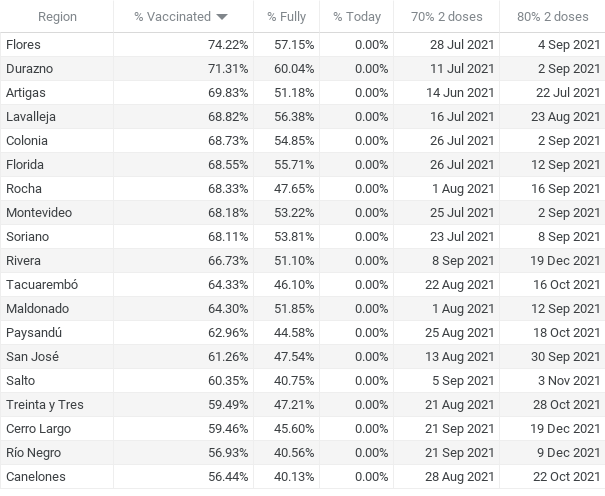 Region % Vaccinated % Fully % Today 70% 2 doses 80% 2 doses
Flores 74.22% 57.15% 0.00% 28 Jul 2021 4 Sep 2021
Durazno 71.31% 60.04% 0.00% 11 Jul 2021 2 Sep 2021
Artigas 69.83% 51.18% 0.00% 14 Jun 2021 22 Jul 2021
Lavalleja 68.82% 56.38% 0.00% 16 Jul 2021 23 Aug 2021
Colonia 68.73% 54.85% 0.00% 26 Jul 2021 2 Sep 2021
Florida 68.55% 55.71% 0.00% 26 Jul 2021 12 Sep 2021
Rocha 68.33% 47.65% 0.00% 1 Aug 2021 16 Sep 2021
Montevideo 68.18% 53.22% 0.00% 25 Jul 2021 2 Sep 2021
Soriano 68.11% 53.81% 0.00% 23 Jul 2021 8 Sep 2021
Rivera 66.73% 51.10% 0.00% 8 Sep 2021 19 Dec 2021
Tacuarembó 64.33% 46.10% 0.00% 22 Aug 2021 16 Oct 2021
Maldonado 64.30% 51.85% 0.00% 1 Aug 2021 12 Sep 2021
Paysandú 62.96% 44.58% 0.00% 25 Aug 2021 18 Oct 2021
San José 61.26% 47.54% 0.00% 13 Aug 2021 30 Sep 2021
Salto 60.35% 40.75% 0.00% 5 Sep 2021 3 Nov 2021
Treinta y Tres 59.49% 47.21% 0.00% 21 Aug 2021 28 Oct 2021
Cerro Largo 59.46% 45.60% 0.00% 21 Sep 2021 19 Dec 2021
Río Negro 56.93% 40.56% 0.00% 21 Sep 2021 9 Dec 2021
Canelones 56.44% 40.13% 0.00% 28 Aug 2021 22 Oct 2021